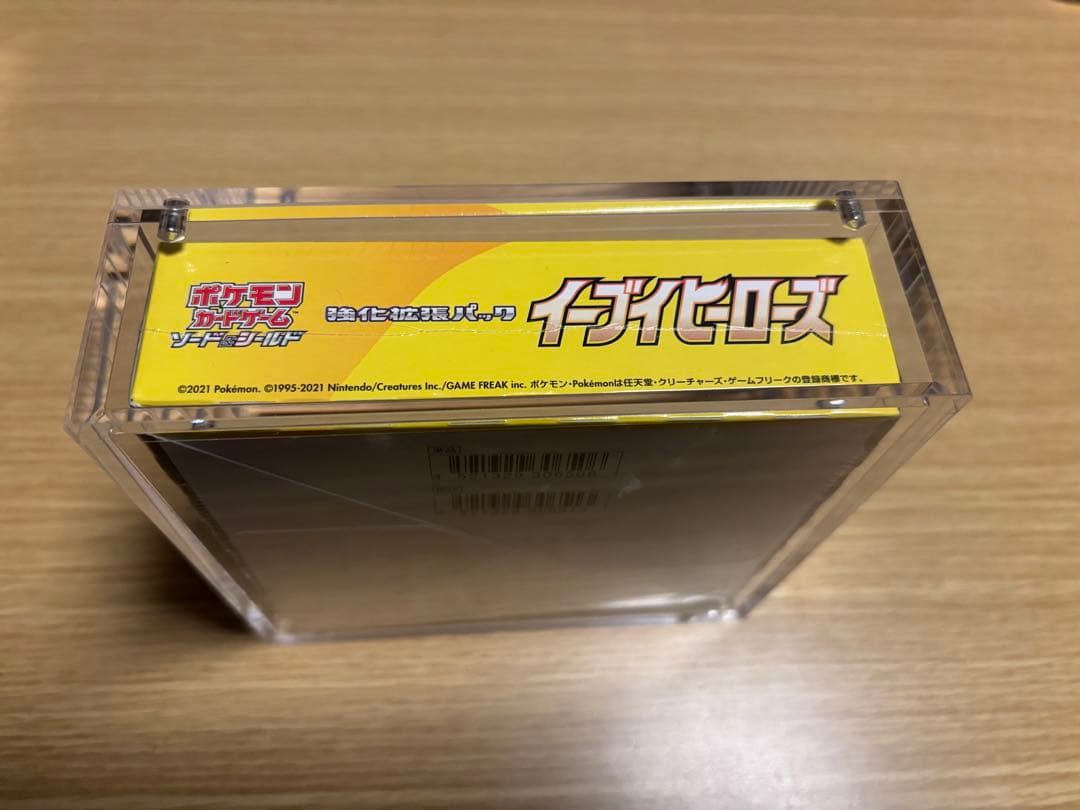 ポケモン
カードゲーム
ソード&シールド
強化拡張パック
イーブイヒーローズ
©2021 Pokémon. ©1995-2021 Nintendo/Creatures Inc./GAME FREAK inc. ポケモン・Pokémonは任天堂・クリーチャーズ・ゲームフリークの登録商標です。